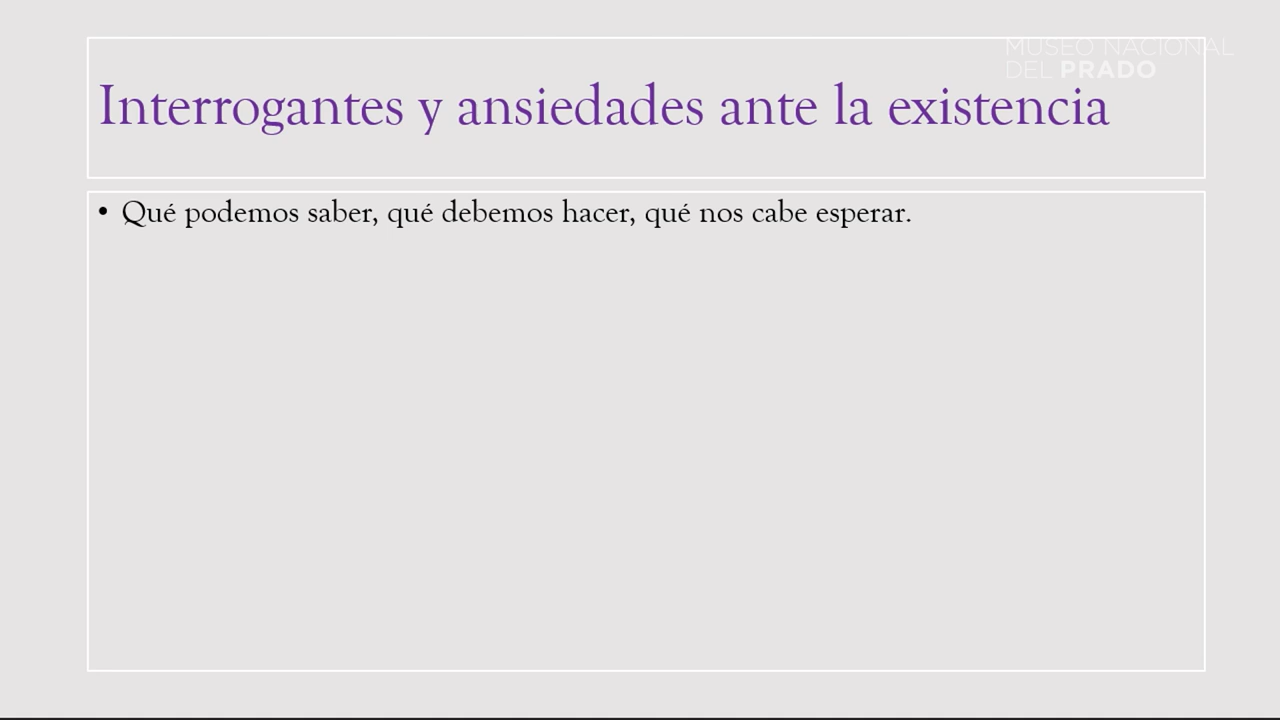 MUSEO NACIONAL
DEL PRADO
Interrogantes y ansiedades ante la existencia
• Qué podemos saber, qué debemos hacer, qué nos cabe esperar.